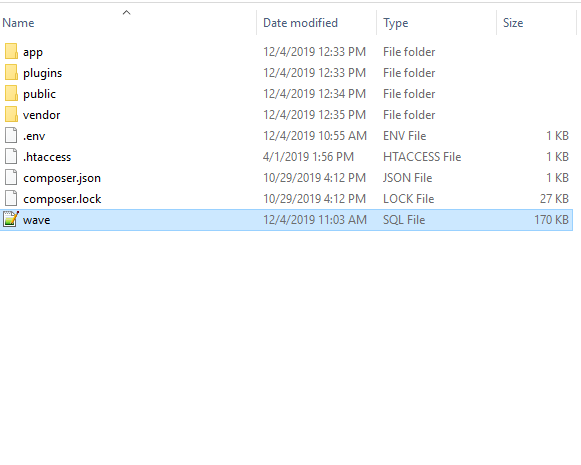 Name Date modified Type Size
app 12/4/2019 12:33 PM File folder
plugins 12/4/2019 12:33 PM File folder
public 12/4/2019 12:34 PM File folder
vendor 12/4/2019 12:35 PM File folder
.env 12/4/2019 10:55 AM ENV File 1 KB
.htaccess 4/1/2019 1:56 PM HTACCESS File 1 KB
composer.json 10/29/2019 4:12 PM JSON File 1 KB
composer.lock 10/29/2019 4:12 PM LOCK File 27 KB
wave 12/4/2019 11:03 AM SQL File 170 KB